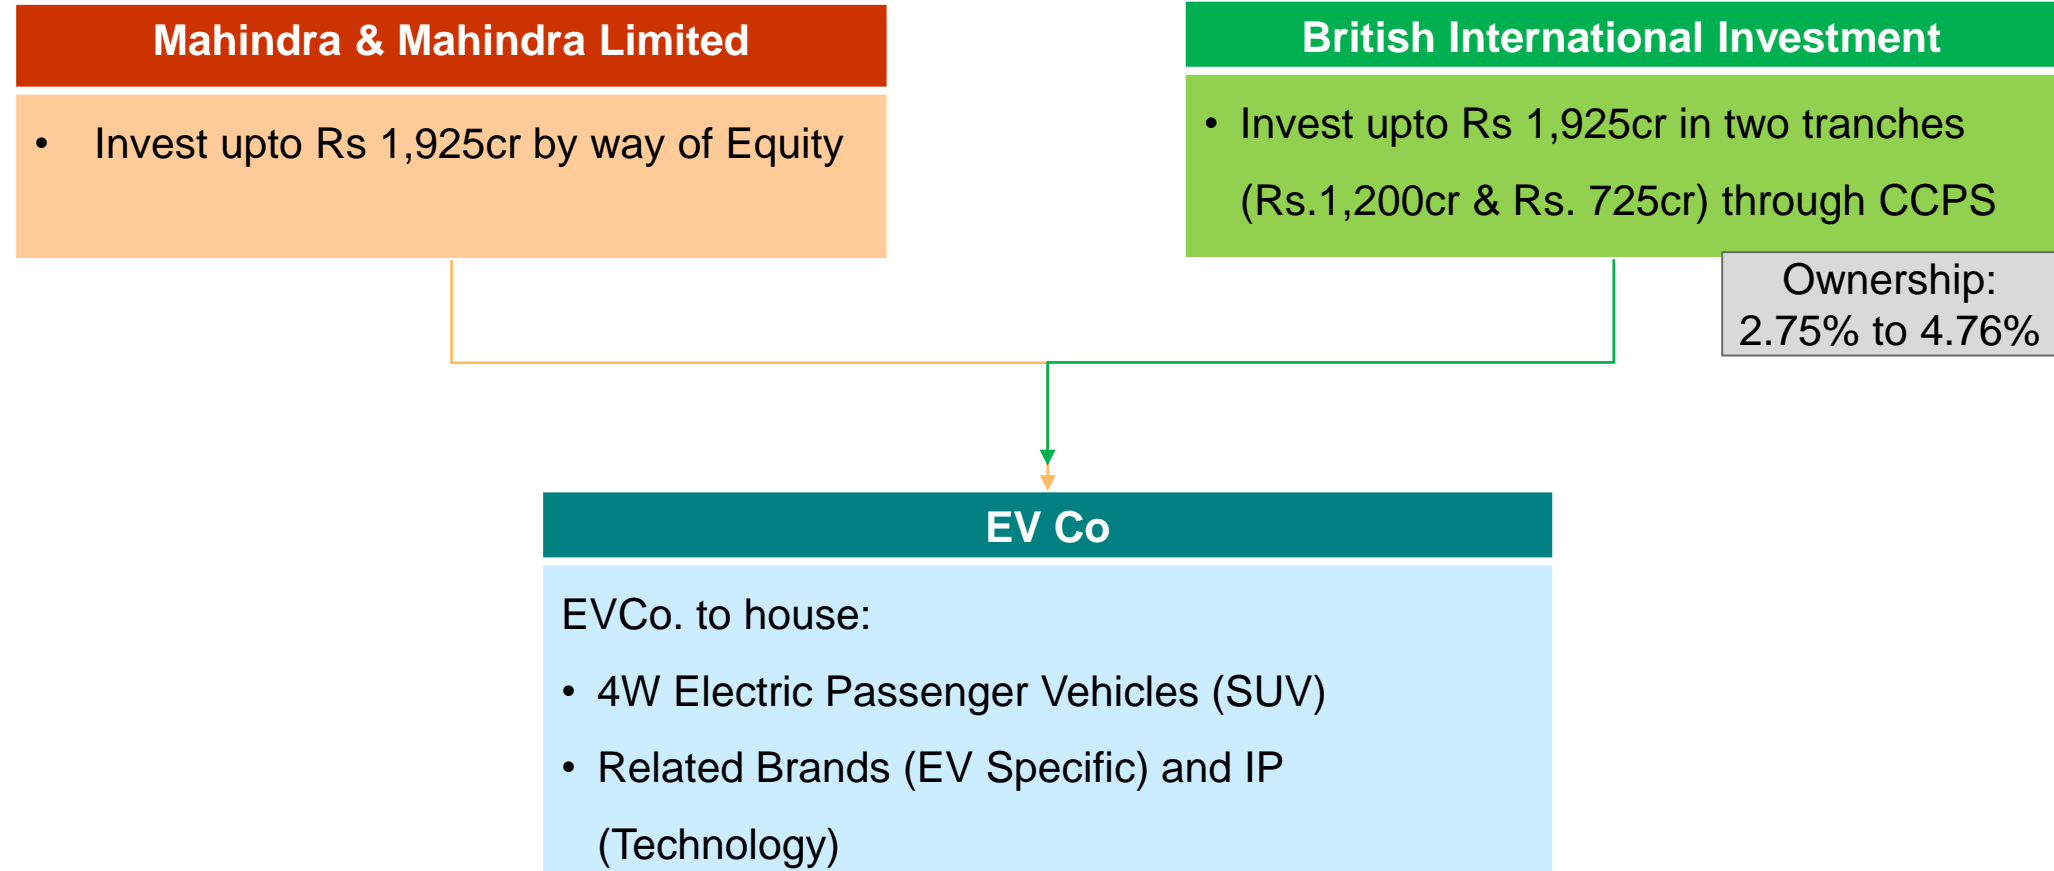 Mahindra & Mahindra Limited
• Invest upto Rs 1,925cr by way of Equity
British International Investment
• Invest upto Rs 1,925cr in two tranches
(Rs.1,200cr & Rs. 725cr) through CCPS
Ownership:
2.75% to 4.76%
EV Co
EVCo. to house:
• 4W Electric Passenger Vehicles (SUV)
• Related Brands (EV Specific) and IP
(Technology)